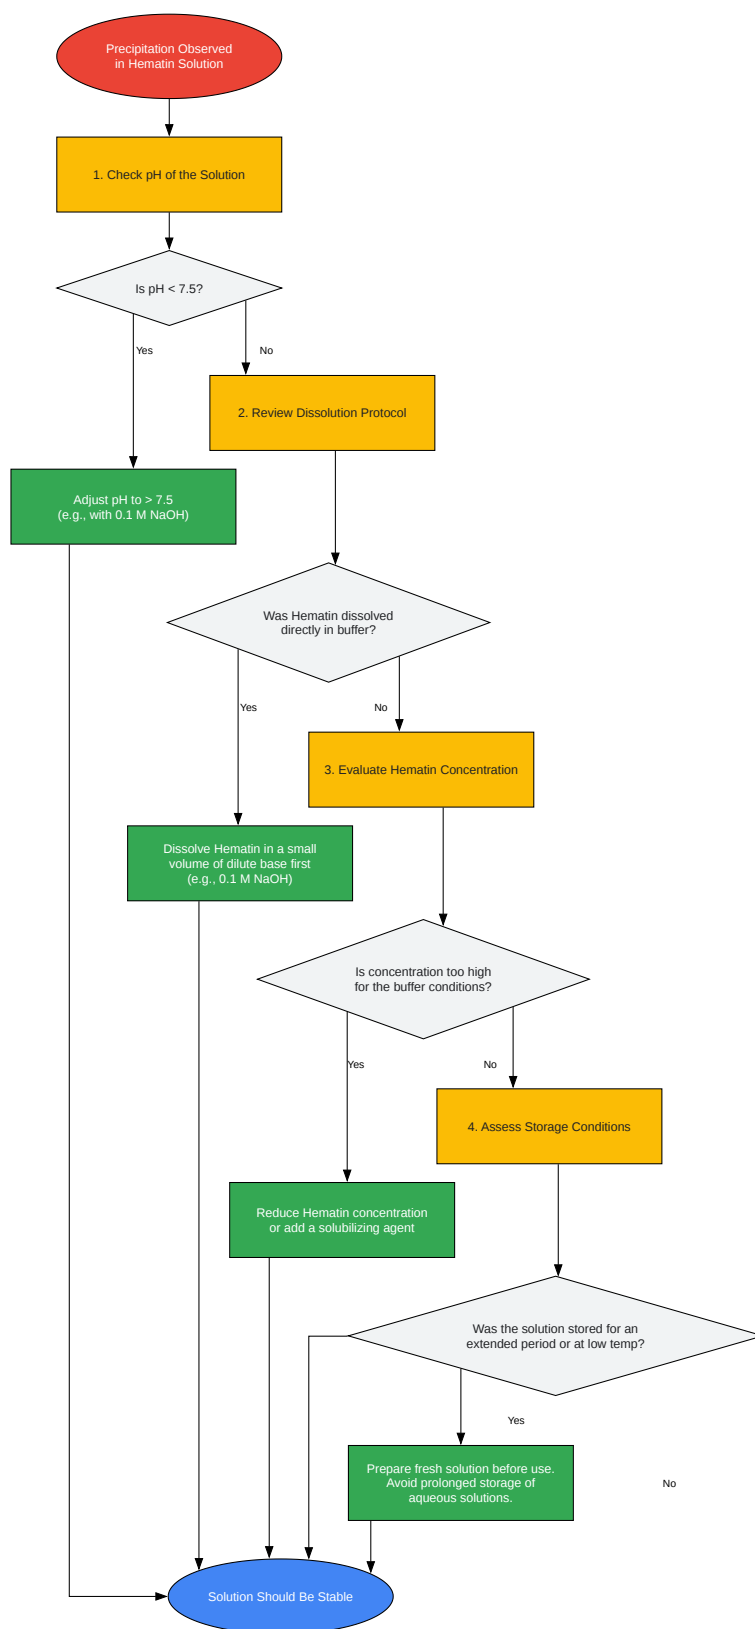 Precipitation Observed
in Hematin Solution
1. Check pH of the Solution
Is pH < 7.5?
Yes
No
2. Review Dissolution Protocol
Adjust pH to > 7.5
(e.g., with 0.1 M NaOH)
Was Hematin dissolved
directly in buffer?
Yes
No
3. Evaluate Hematin Concentration
Dissolve Hematin in a small
volume of dilute base first
(e.g., 0.1 M NaOH)
Is concentration too high
for the buffer conditions?
Yes
No
4. Assess Storage Conditions
Reduce Hematin concentration
or add a solubilizing agent
Was the solution stored for an
extended period or at low temp?
Yes
No
Prepare fresh solution before use.
Avoid prolonged storage of
aqueous solutions.
Solution Should Be Stable